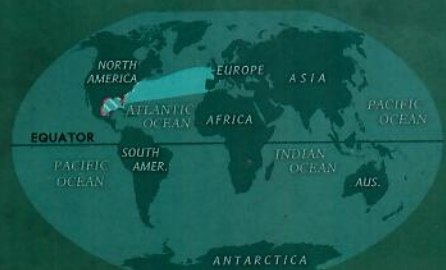 NORTH
AMERICA
EUROPE
ASIA
ATLANTIC
OCEAN
AFRICA
PACIFIC
OCEAN
EQUATOR
SOUTH
AMER.
INDIAN
OCEAN
PACIFIC
OCEAN
AUS.
ANTARCTICA